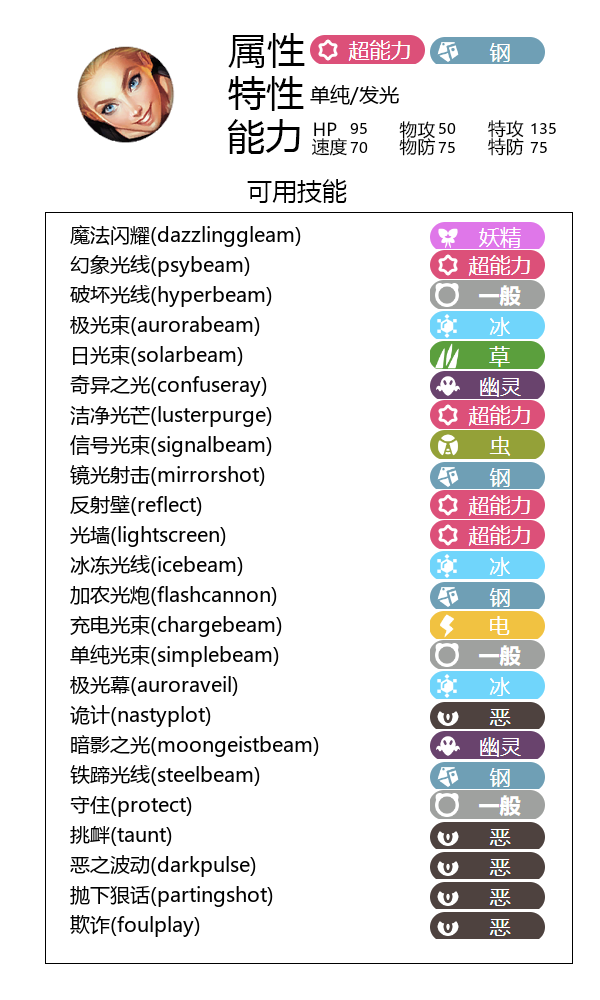 属性 超能力 钢
特性 单纯/发光
能力 HP 95 物攻 50 特攻 135
速度 70 物防 75 特防 75
可用技能
魔法闪耀(dazzlinggleam) 妖精
幻象光线(psybeam) 超能力
破坏光线(hyperbeam) 一般
极光束(aurorabeam) 冰
日光束(solarbeam) 草
奇异之光(confuseray) 幽灵
洁净光芒(lusterpurge) 超能力
信号光束(signalbeam) 虫
镜光射击(mirrorshot) 钢
反射壁(reflect) 超能力
光墙(lightscreen) 超能力
冰冻光线(icebeam) 冰
加农光炮(flashcannon) 钢
充电光束(chargebeam) 电
单纯光束(simplebeam) 一般
极光幕(auroraveil) 冰
诡计(nastyplot) 恶
暗影之光(moongeistbeam) 幽灵
铁蹄光线(steelbeam) 钢
守住(protect) 一般
挑衅(taunt) 恶
恶之波动(darkpulse) 恶
抛下狠话(partingshot) 恶
欺诈(foulplay) 恶